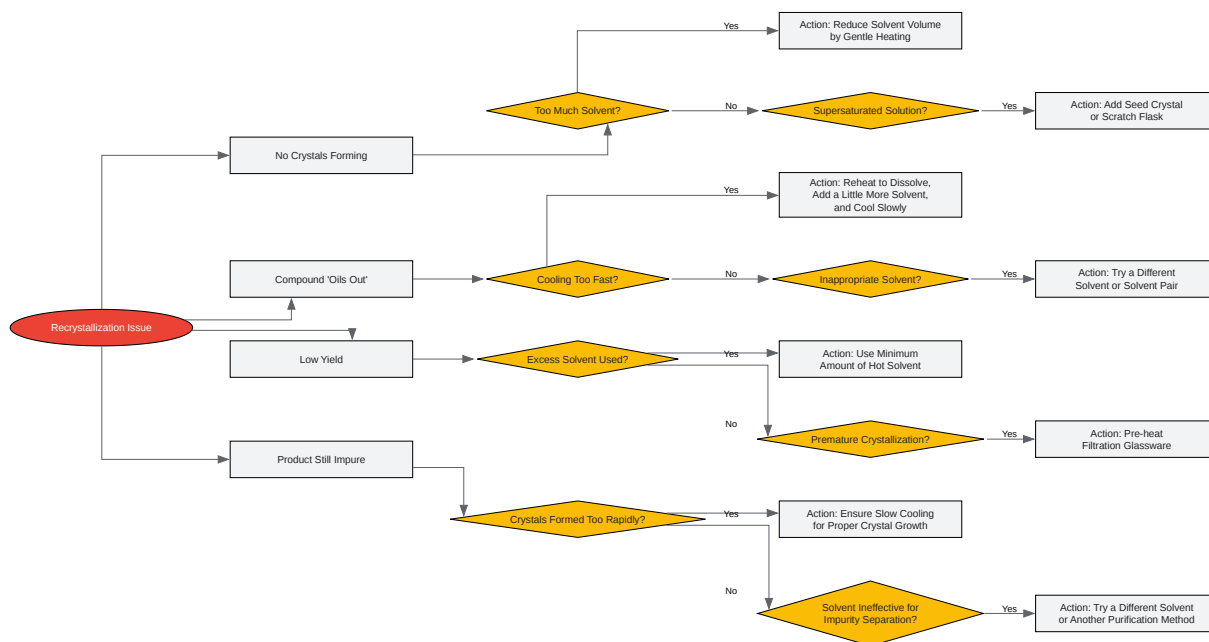 Yes
Action: Reduce Solvent Volume
by Gentle Heating
Too Much Solvent?
No
Supersaturated Solution?
Yes
Action: Add Seed Crystal
or Scratch Flask
No Crystals Forming
Yes
Action: Reheat to Dissolve,
Add a Little More Solvent,
and Cool Slowly
Compound 'Oils Out'
Cooling Too Fast?
No
Inappropriate Solvent?
Yes
Action: Try a Different
Solvent or Solvent Pair
Recrystallization Issue
Low Yield
Excess Solvent Used?
Yes
Action: Use Minimum
Amount of Hot Solvent
No
Premature Crystallization?
Yes
Action: Pre-heat
Filtration Glassware
Product Still Impure
Crystals Formed Too Rapidly?
Yes
Action: Ensure Slow Cooling
for Proper Crystal Growth
No
Solvent Ineffective for
Impurity Separation?
Yes
Action: Try a Different Solvent
or Another Purification Method